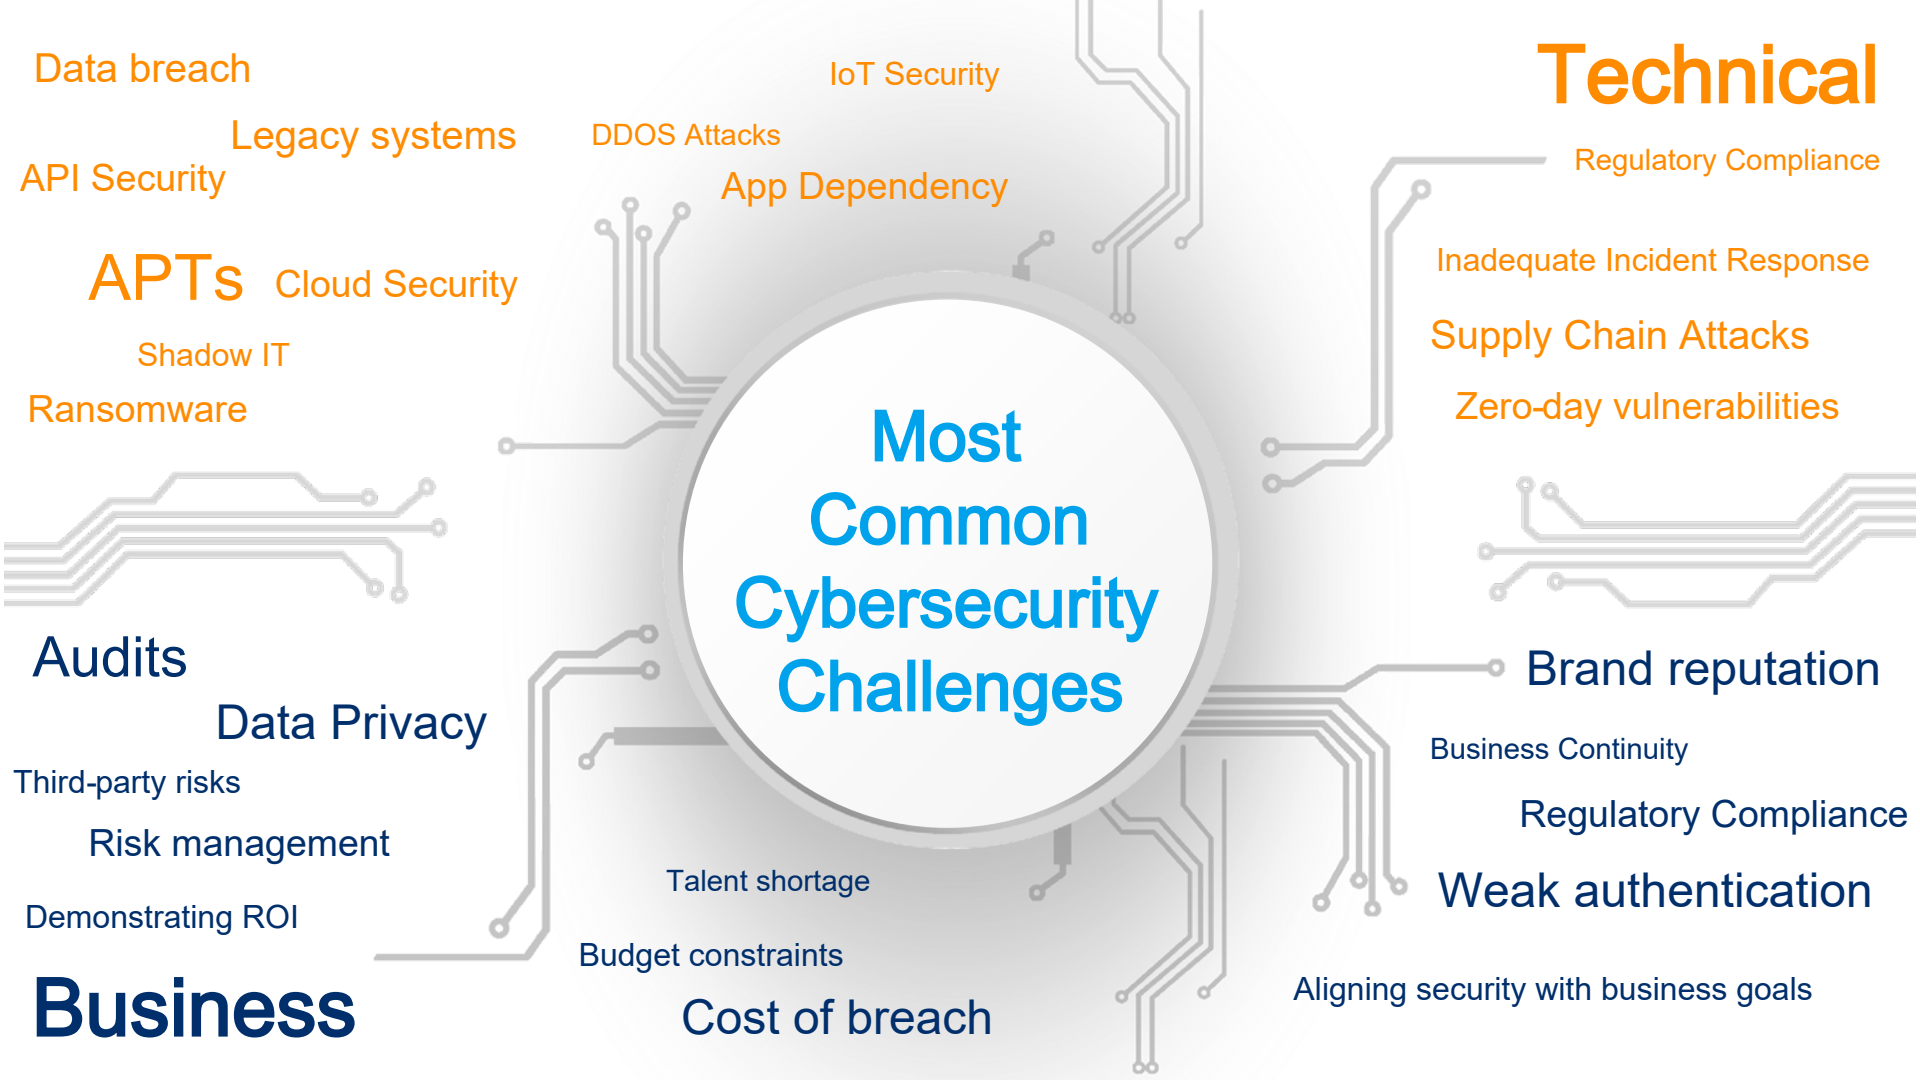 Data breach
IoT Security
Technical
Legacy systems
DDOS Attacks
API Security
App Dependency
Regulatory Compliance
APTs
Cloud Security
Inadequate Incident Response
Shadow IT
Supply Chain Attacks
Ransomware
Zero-day vulnerabilities
Most
Common
Cybersecurity
Challenges
Audits
Brand reputation
Data Privacy
Business Continuity
Third-party risks
Regulatory Compliance
Risk management
Talent shortage
Weak authentication
Demonstrating ROI
Budget constraints
Aligning security with business goals
Business
Cost of breach